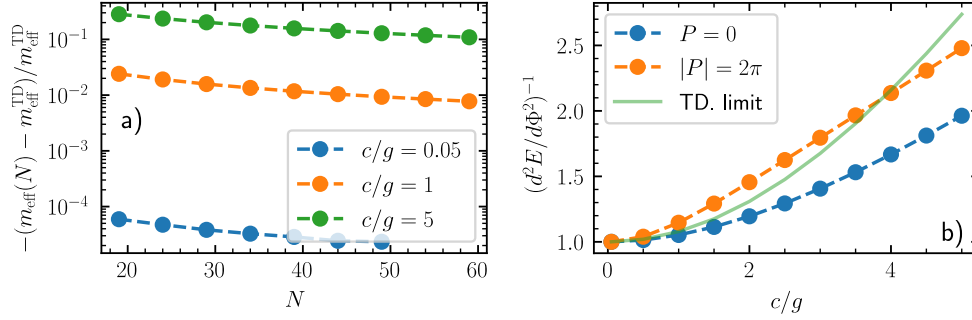 −(m_eff(N) − m_eff^TD)/m_eff^TD
10⁻¹
10⁻²
10⁻³
10⁻⁴
a)
c/g = 0.05
c/g = 1
c/g = 5
20
30
40
50
60
N
(d²E/dΦ²)⁻¹
2.5
2.0
1.5
1.0
P = 0
|P| = 2π
TD. limit
b)
0
2
4
c/g